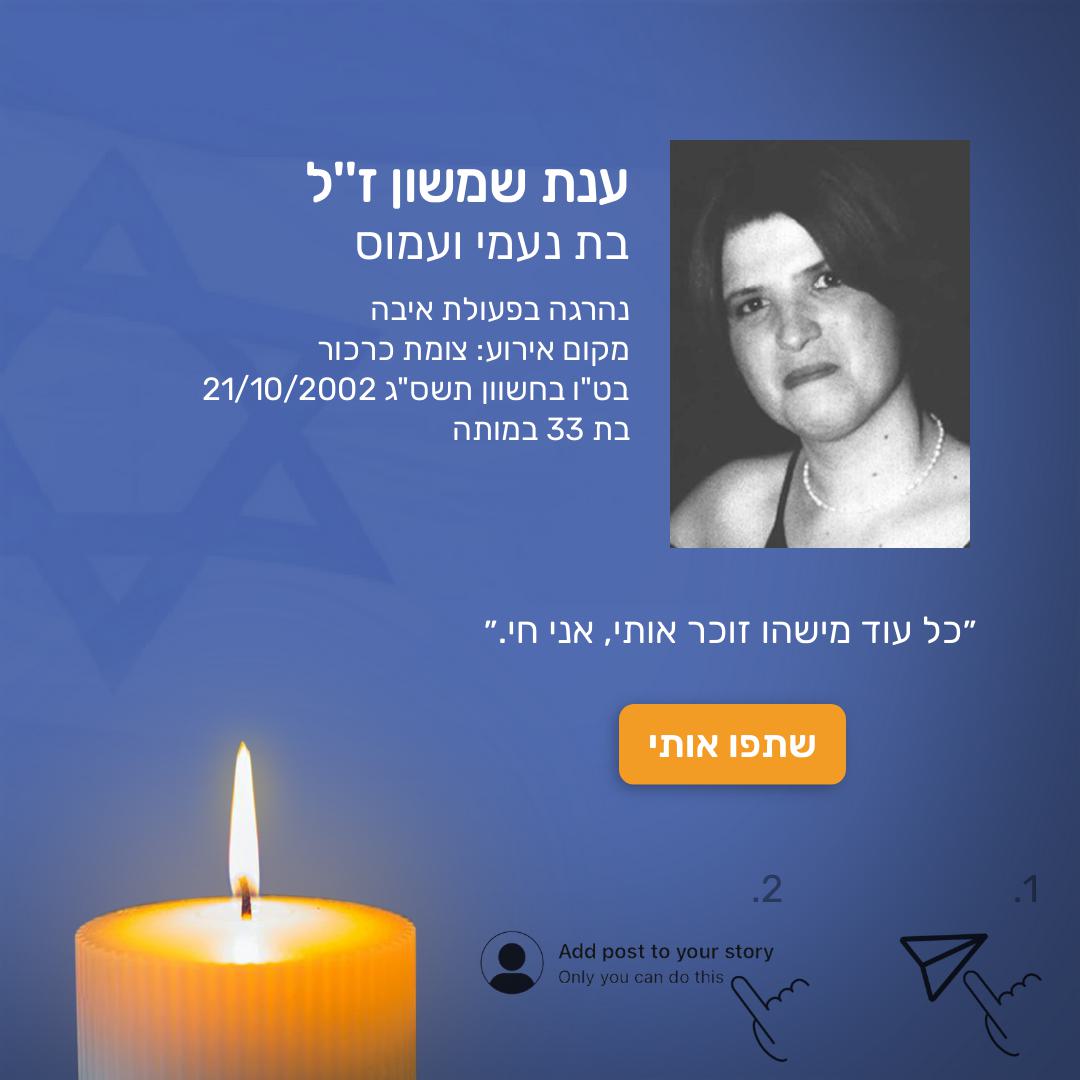 ענת שמשון ז''ל
בת נעמי ועמוס
נהרגה בפעולת איבה
מקום אירוע: צומת כרכור
בט"ו בחשוון תשס"ג 21/10/2002
בת 33 במותה
״כל עוד מישהו זוכר אותי, אני חי.״
שתפו אותי
1.
2.
Add post to your story
Only you can do this